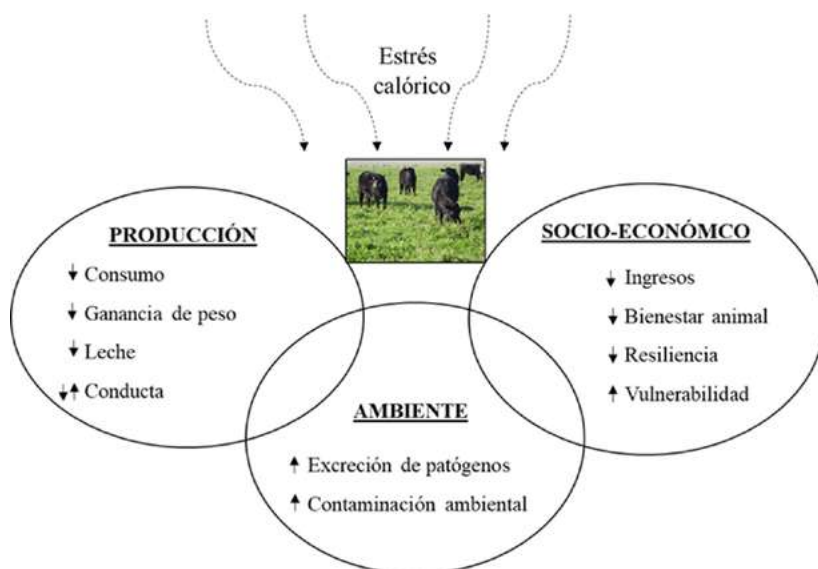 Estrés
calórico
PRODUCCIÓN
↓ Consumo
↓ Ganancia de peso
↓ Leche
↓↑ Conducta
SOCIO-ECONÓMCO
↓ Ingresos
↓ Bienestar animal
↓ Resiliencia
↑ Vulnerabilidad
AMBIENTE
↑ Excreción de patógenos
↑ Contaminación ambiental